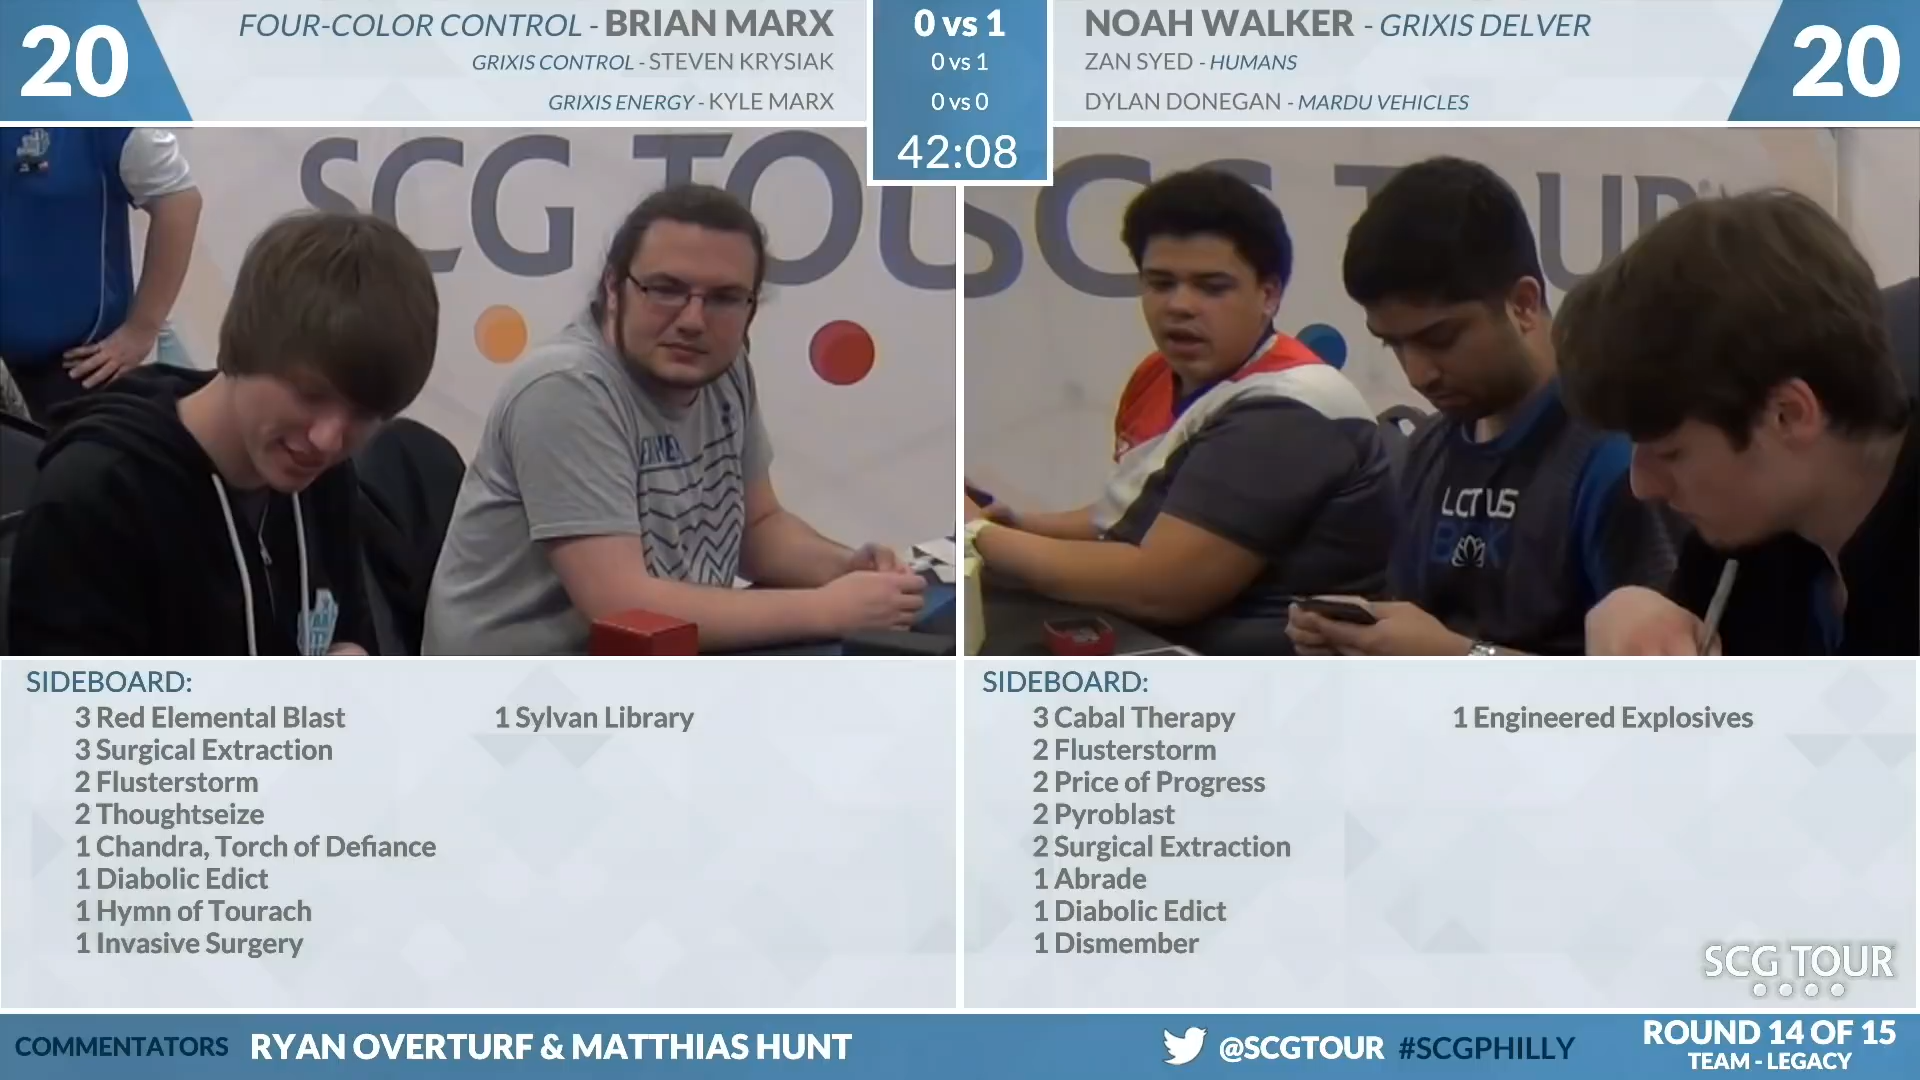 20
FOUR-COLOR CONTROL - BRIAN MARX
GRIXIS CONTROL - STEVEN KRYSIAK
GRIXIS ENERGY - KYLE MARX
0 vs 1
0 vs 1
0 vs 0
42:08
NOAH WALKER - GRIXIS DELVER
ZAN SYED - HUMANS
DYLAN DONEGAN - MARDU VEHICLES
20
SCG TOU
SCG TOUR
LOTUS
SIDEBOARD:
3 Red Elemental Blast
3 Surgical Extraction
2 Flusterstorm
2 Thoughtseize
1 Chandra, Torch of Defiance
1 Diabolic Edict
1 Hymn of Tourach
1 Invasive Surgery
1 Sylvan Library
SIDEBOARD:
3 Cabal Therapy
2 Flusterstorm
2 Price of Progress
2 Pyroblast
2 Surgical Extraction
1 Abrade
1 Diabolic Edict
1 Dismember
1 Engineered Explosives
SCG TOUR
COMMENTATORS RYAN OVERTURF & MATTHIAS HUNT
@SCGTOUR #SCGPHILLY
ROUND 14 OF 15
TEAM - LEGACY